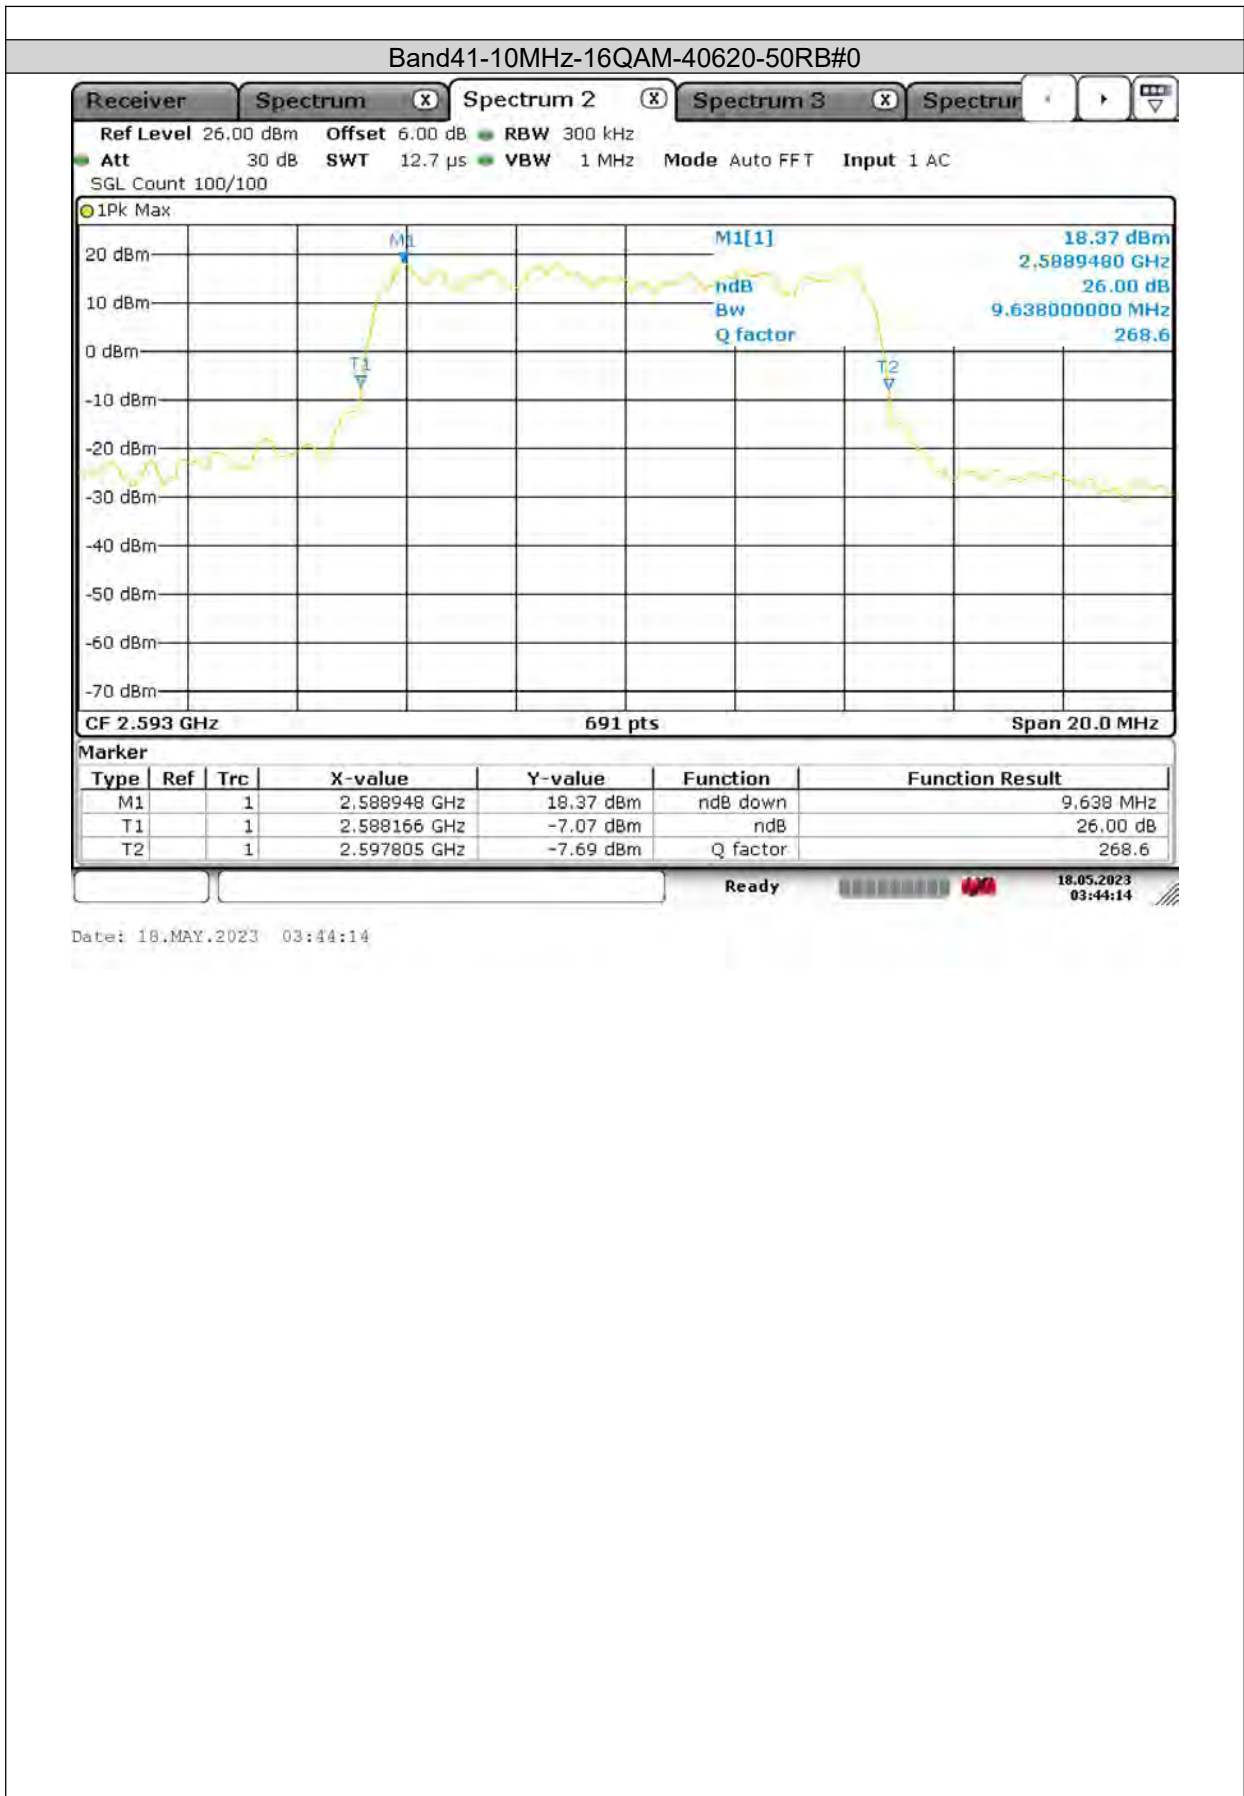 Band41-10MHz-16QAM-40620-50RB#0
Receiver Spectrum X Spectrum 2 X Spectrum 3 X Spectrur
Ref Level 26.00 dBm Offset 6.00 dB RBW 300 kHz
Att 30 dB SWT 12.7 µs VBW 1 MHz Mode Auto FFT Input 1 AC
SGL Count 100/100
1Pk Max
M1 M1[1] 18.37 dBm
20 dBm 2.5889480 GHz
ndB 26.00 dB
10 dBm Bw 9.638000000 MHz
Q factor 268.6
0 dBm
T1 T2
-10 dBm
-20 dBm
-30 dBm
-40 dBm
-50 dBm
-60 dBm
-70 dBm
CF 2.593 GHz 691 pts Span 20.0 MHz
Marker
Type Ref Trc X-value Y-value Function Function Result
M1 1 2.588948 GHz 18.37 dBm ndB down 9.638 MHz
T1 1 2.588166 GHz -7.07 dBm ndB 26.00 dB
T2 1 2.597805 GHz -7.69 dBm Q factor 268.6
Ready 18.05.2023
03:44:14
Date: 18.MAY.2023 03:44:14